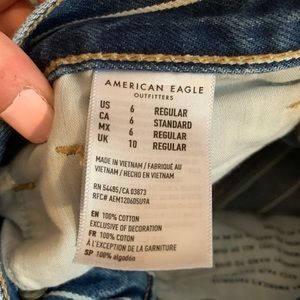 AMERICAN EAGLE
OUTFITTERS
US 6 REGULAR
CA 6 STANDARD
MX 6 REGULAR
UK 10 REGULAR
MADE IN VIETNAM / FABRIQUÉ AU
VIETNAM / HECHO EN VIETNAM
RN 54485/CA 03873
RFC# AEM1206050U9A
EN 100% COTTON
EXCLUSIVE OF DECORATION
FR 100% COTON
À L'EXCEPTION DE LA GARNITURE
SP 100% algodón